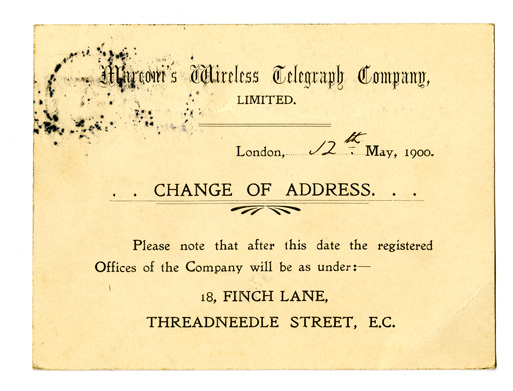 Marconi's Wireless Telegraph Company,
LIMITED.
London, 12th May, 1900.
. . CHANGE OF ADDRESS. . .
Please note that after this date the registered
Offices of the Company will be as under:—
18, FINCH LANE,
THREADNEEDLE STREET, E.C.